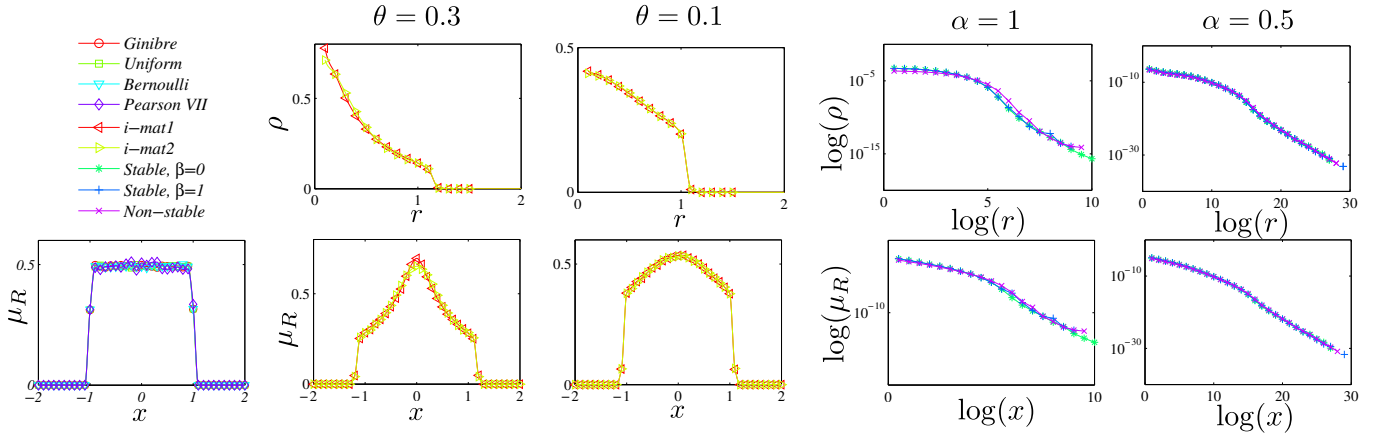 θ = 0.3
θ = 0.1
α = 1
α = 0.5
Ginibre
Uniform
Bernoulli
Pearson VII
i−mat1
i−mat2
Stable, β=0
Stable, β=1
Non−stable
ρ
0.5
0
0 1 2
r
0.5
0
0 1 2
r
log(ρ)
10^-5
10^-15
0 5 10
log(r)
10^-10
10^-30
0 10 20 30
log(r)
μR
0.5
0
−2 −1 0 1 2
x
μR
0.5
0
−2 −1 0 1 2
x
0.5
0
−2 −1 0 1 2
x
log(μR)
10^-10
0 10
log(x)
10^-10
10^-30
0 10 20 30
log(x)